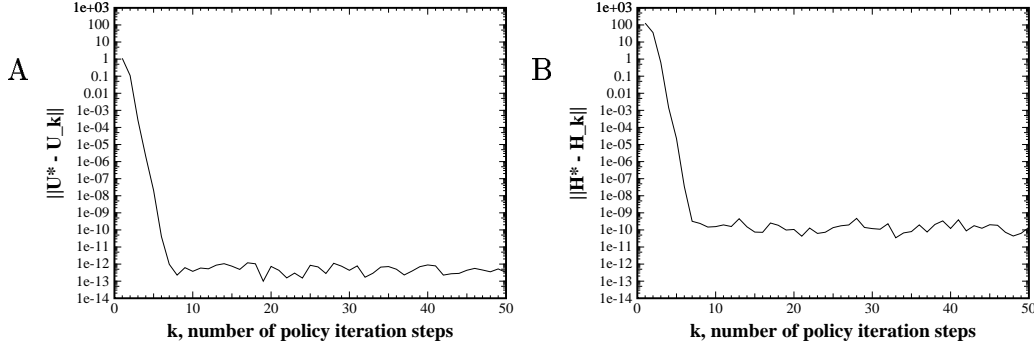 A
||U* - U_k||
1e+03
100
10
1
0.1
0.01
1e-03
1e-04
1e-05
1e-06
1e-07
1e-08
1e-09
1e-10
1e-11
1e-12
1e-13
1e-14
0 10 20 30 40 50
k, number of policy iteration steps
B
||H* - H_k||
1e+03
100
10
1
0.1
0.01
1e-03
1e-04
1e-05
1e-06
1e-07
1e-08
1e-09
1e-10
1e-11
1e-12
1e-13
1e-14
0 10 20 30 40 50
k, number of policy iteration steps